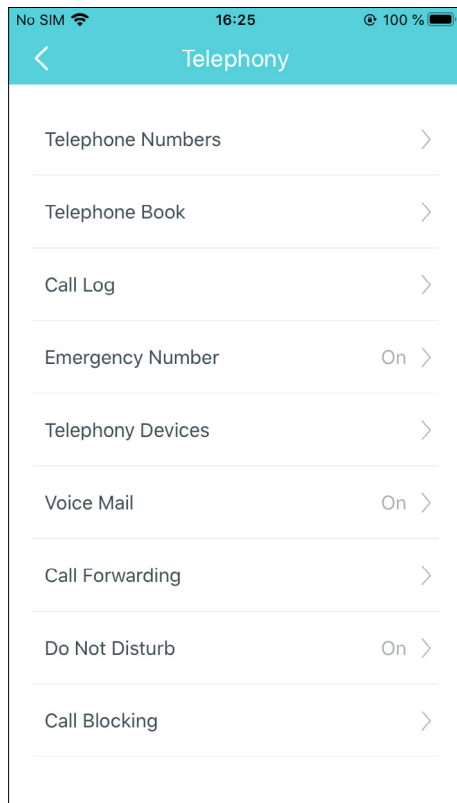 No SIM 16:25 100 %
Telephony
Telephone Numbers
Telephone Book
Call Log
Emergency Number On
Telephony Devices
Voice Mail On
Call Forwarding
Do Not Disturb On
Call Blocking